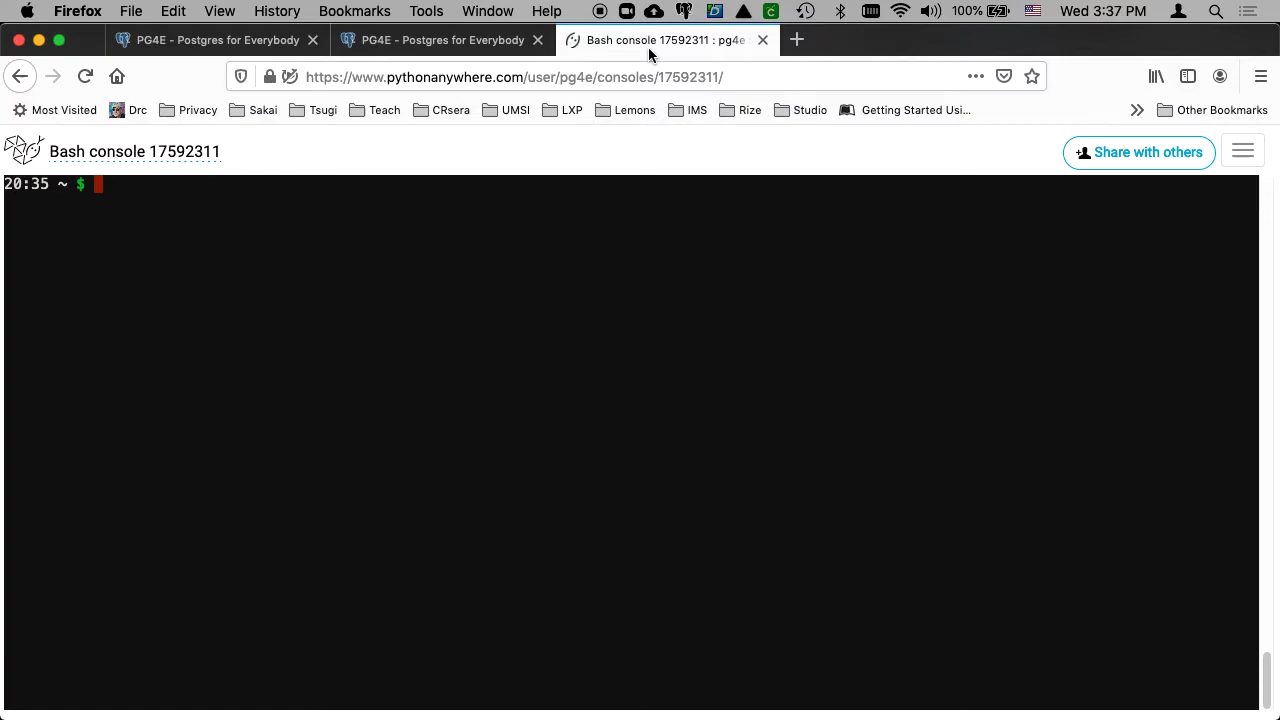 Firefox File Edit View History Bookmarks Tools Window Help 100% Wed 3:37 PM
PG4E - Postgres for Everybody PG4E - Postgres for Everybody Bash console 17592311 : pg4e
https://www.pythonanywhere.com/user/pg4e/consoles/17592311/
Most Visited Drc Privacy Sakai Tsugi Teach CRsera UMSI LXP Lemons IMS Rize Studio Getting Started Usi... Other Bookmarks
Bash console 17592311 Share with others
20:35 ~ $